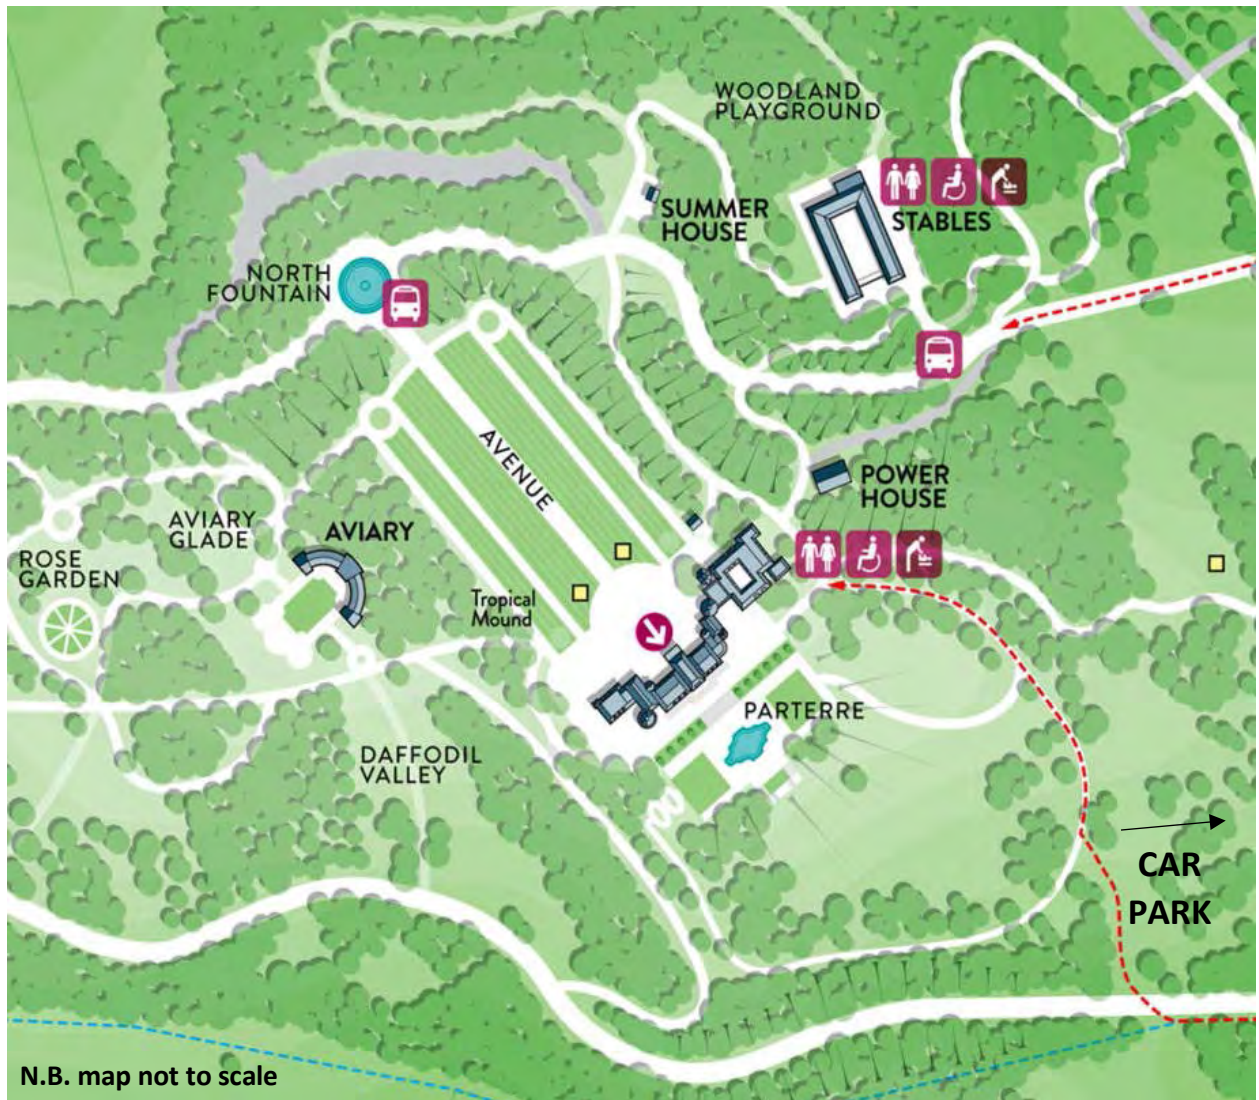 WOODLAND
PLAYGROUND
SUMMER
HOUSE
STABLES
NORTH
FOUNTAIN
AVENUE
POWER
HOUSE
AVIARY
GLADE
AVIARY
ROSE
GARDEN
Tropical
Mound
PARTERRE
DAFFODIL
VALLEY
CAR
PARK
N.B. map not to scale